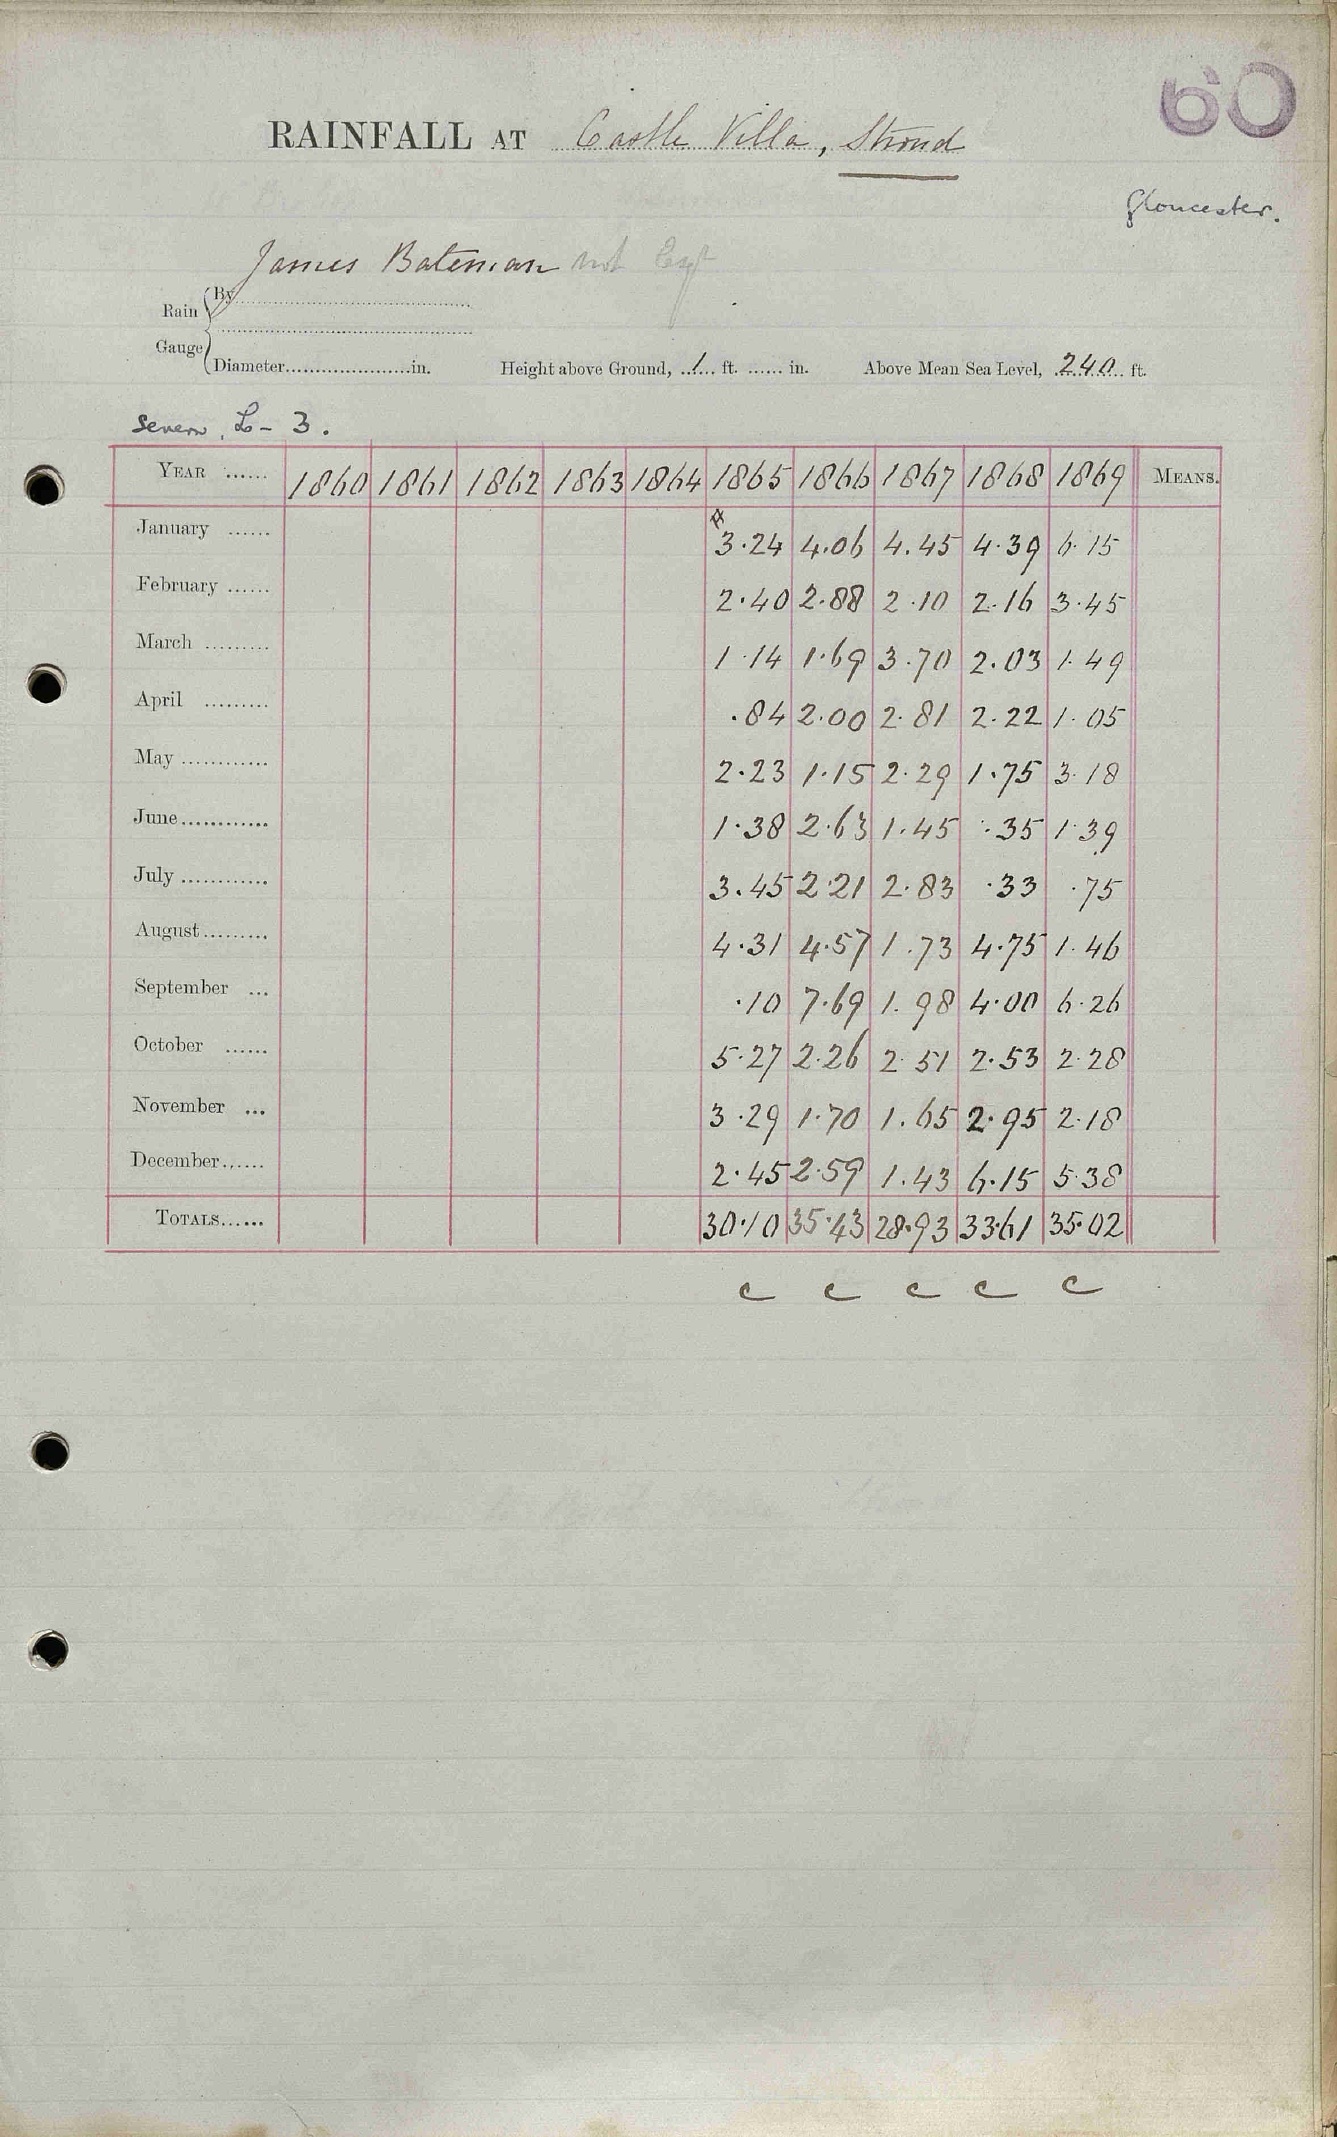 60
RAINFALL AT Castle Villa, Stroud
Gloucester.
James Bateman not Esqr
Rain Gauge
By
Diameter in. Height above Ground, 1 ft. in. Above Mean Sea Level, 240 ft.
Severn, L- 3.
YEAR 1860 1861 1862 1863 1864 1865 1866 1867 1868 1869 MEANS.
January 3.24 4.06 4.45 4.39 6.15
February 2.40 2.88 2.10 2.16 3.45
March 1.14 1.69 3.70 2.03 1.49
April .84 2.00 2.81 2.22 1.05
May 2.23 1.15 2.29 1.75 3.18
June 1.38 2.63 1.45 .35 1.39
July 3.45 2.21 2.83 .33 .75
August 4.31 4.57 1.73 4.75 1.46
September .10 7.69 1.98 4.00 6.26
October 5.27 2.26 2.51 2.53 2.28
November 3.29 1.70 1.65 2.95 2.18
December 2.45 2.59 1.43 6.15 5.38
TOTALS 30.10 35.43 28.93 33.61 35.02
c c c c c